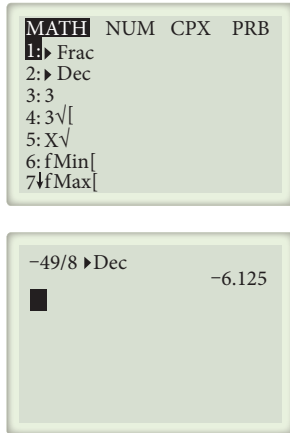 MATH NUM CPX PRB
1:▸Frac
2:▸Dec
3:3
4:3√[
5:X√
6:fMin[
7↓fMax[
-49/8 ▸Dec
-6.125